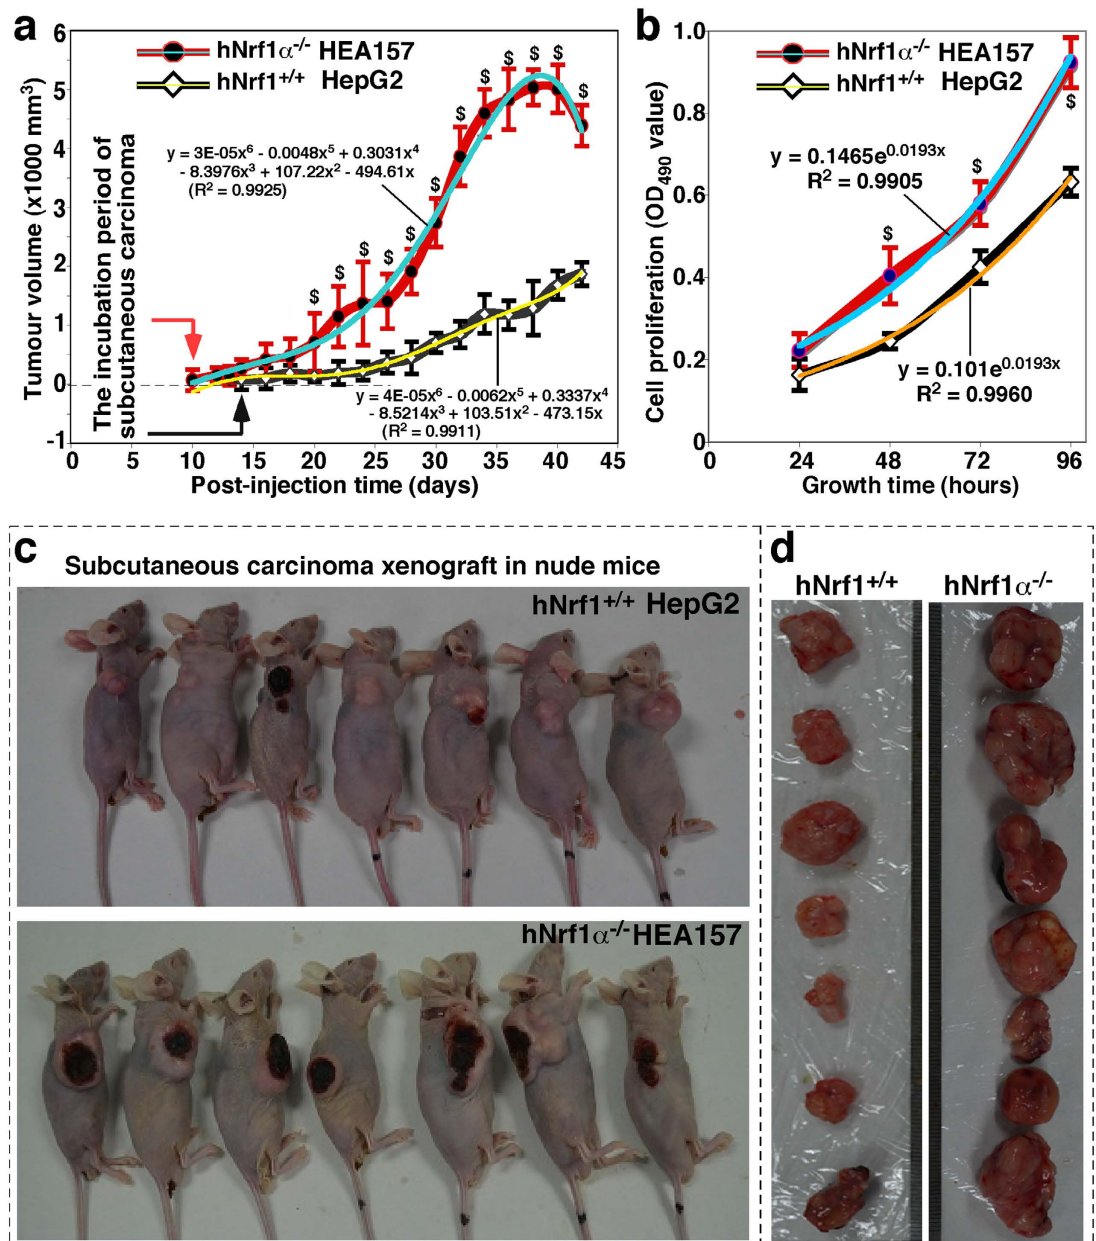 a
hNrf1α-/- HEA157
hNrf1+/+ HepG2
Tumour volume (x1000 mm3)
6
5
4
3
2
1
0
-1
The incubation period of
subcutaneous carcinoma
y = 3E-05x6 - 0.0048x5 + 0.3031x4
- 8.3976x3 + 107.22x2 - 494.61x
(R2 = 0.9925)
$ $ $ $ $ $ $ $ $ $ $ $
y = 4E-05x6 - 0.0062x5 + 0.3337x4
- 8.5214x3 + 103.51x2 - 473.15x
(R2 = 0.9911)
0 5 10 15 20 25 30 35 40 45
Post-injection time (days)
b
hNrf1α-/- HEA157
hNrf1+/+ HepG2
Cell proliferation (OD490 value)
1.0
0.8
0.6
0.4
0.2
0
y = 0.1465e0.0193x
R2 = 0.9905
$ $ $
y = 0.101e0.0193x
R2 = 0.9960
0 24 48 72 96
Growth time (hours)
c
Subcutaneous carcinoma xenograft in nude mice
hNrf1+/+ HepG2
hNrf1α-/- HEA157
d
hNrf1+/+ hNrf1α-/-